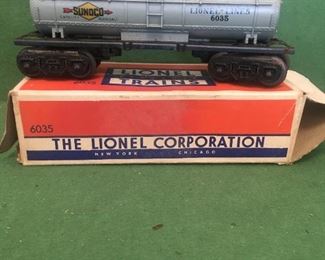 SUNOCO
LIONEL LINES
6035
LIONEL
TRAINS
6035
THE LIONEL CORPORATION
NEW YORK CHICAGO